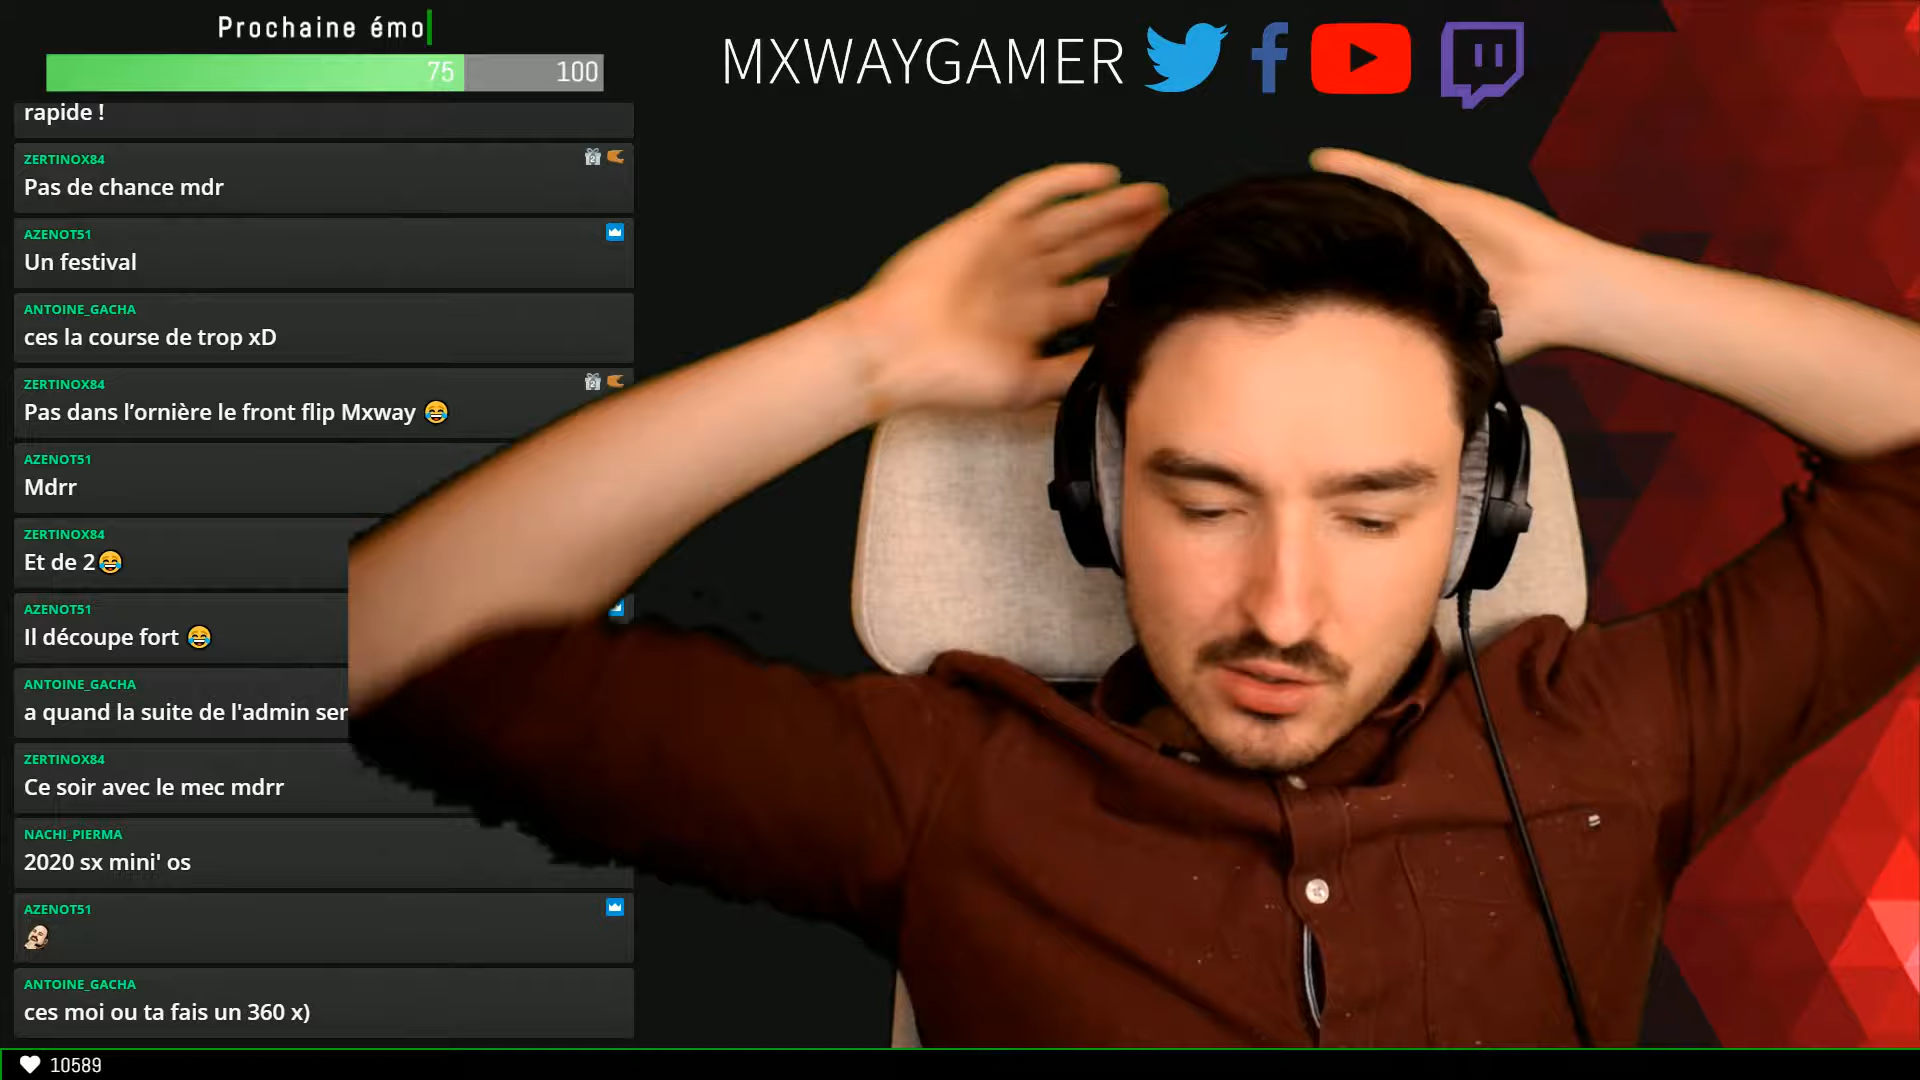 Prochaine émo
75
100
MXWAYGAMER
rapide !
ZERTINOX84
Pas de chance mdr
AZENOT51
Un festival
ANTOINE_GACHA
ces la course de trop xD
ZERTINOX84
Pas dans l’ornière le front flip Mxway 😂
AZENOT51
Mdrr
ZERTINOX84
Et de 2😂
AZENOT51
Il découpe fort 😂
ANTOINE_GACHA
a quand la suite de l'admin ser
ZERTINOX84
Ce soir avec le mec mdrr
NACHI_PIERMA
2020 sx mini' os
AZENOT51
ANTOINE_GACHA
ces moi ou ta fais un 360 x)
10589